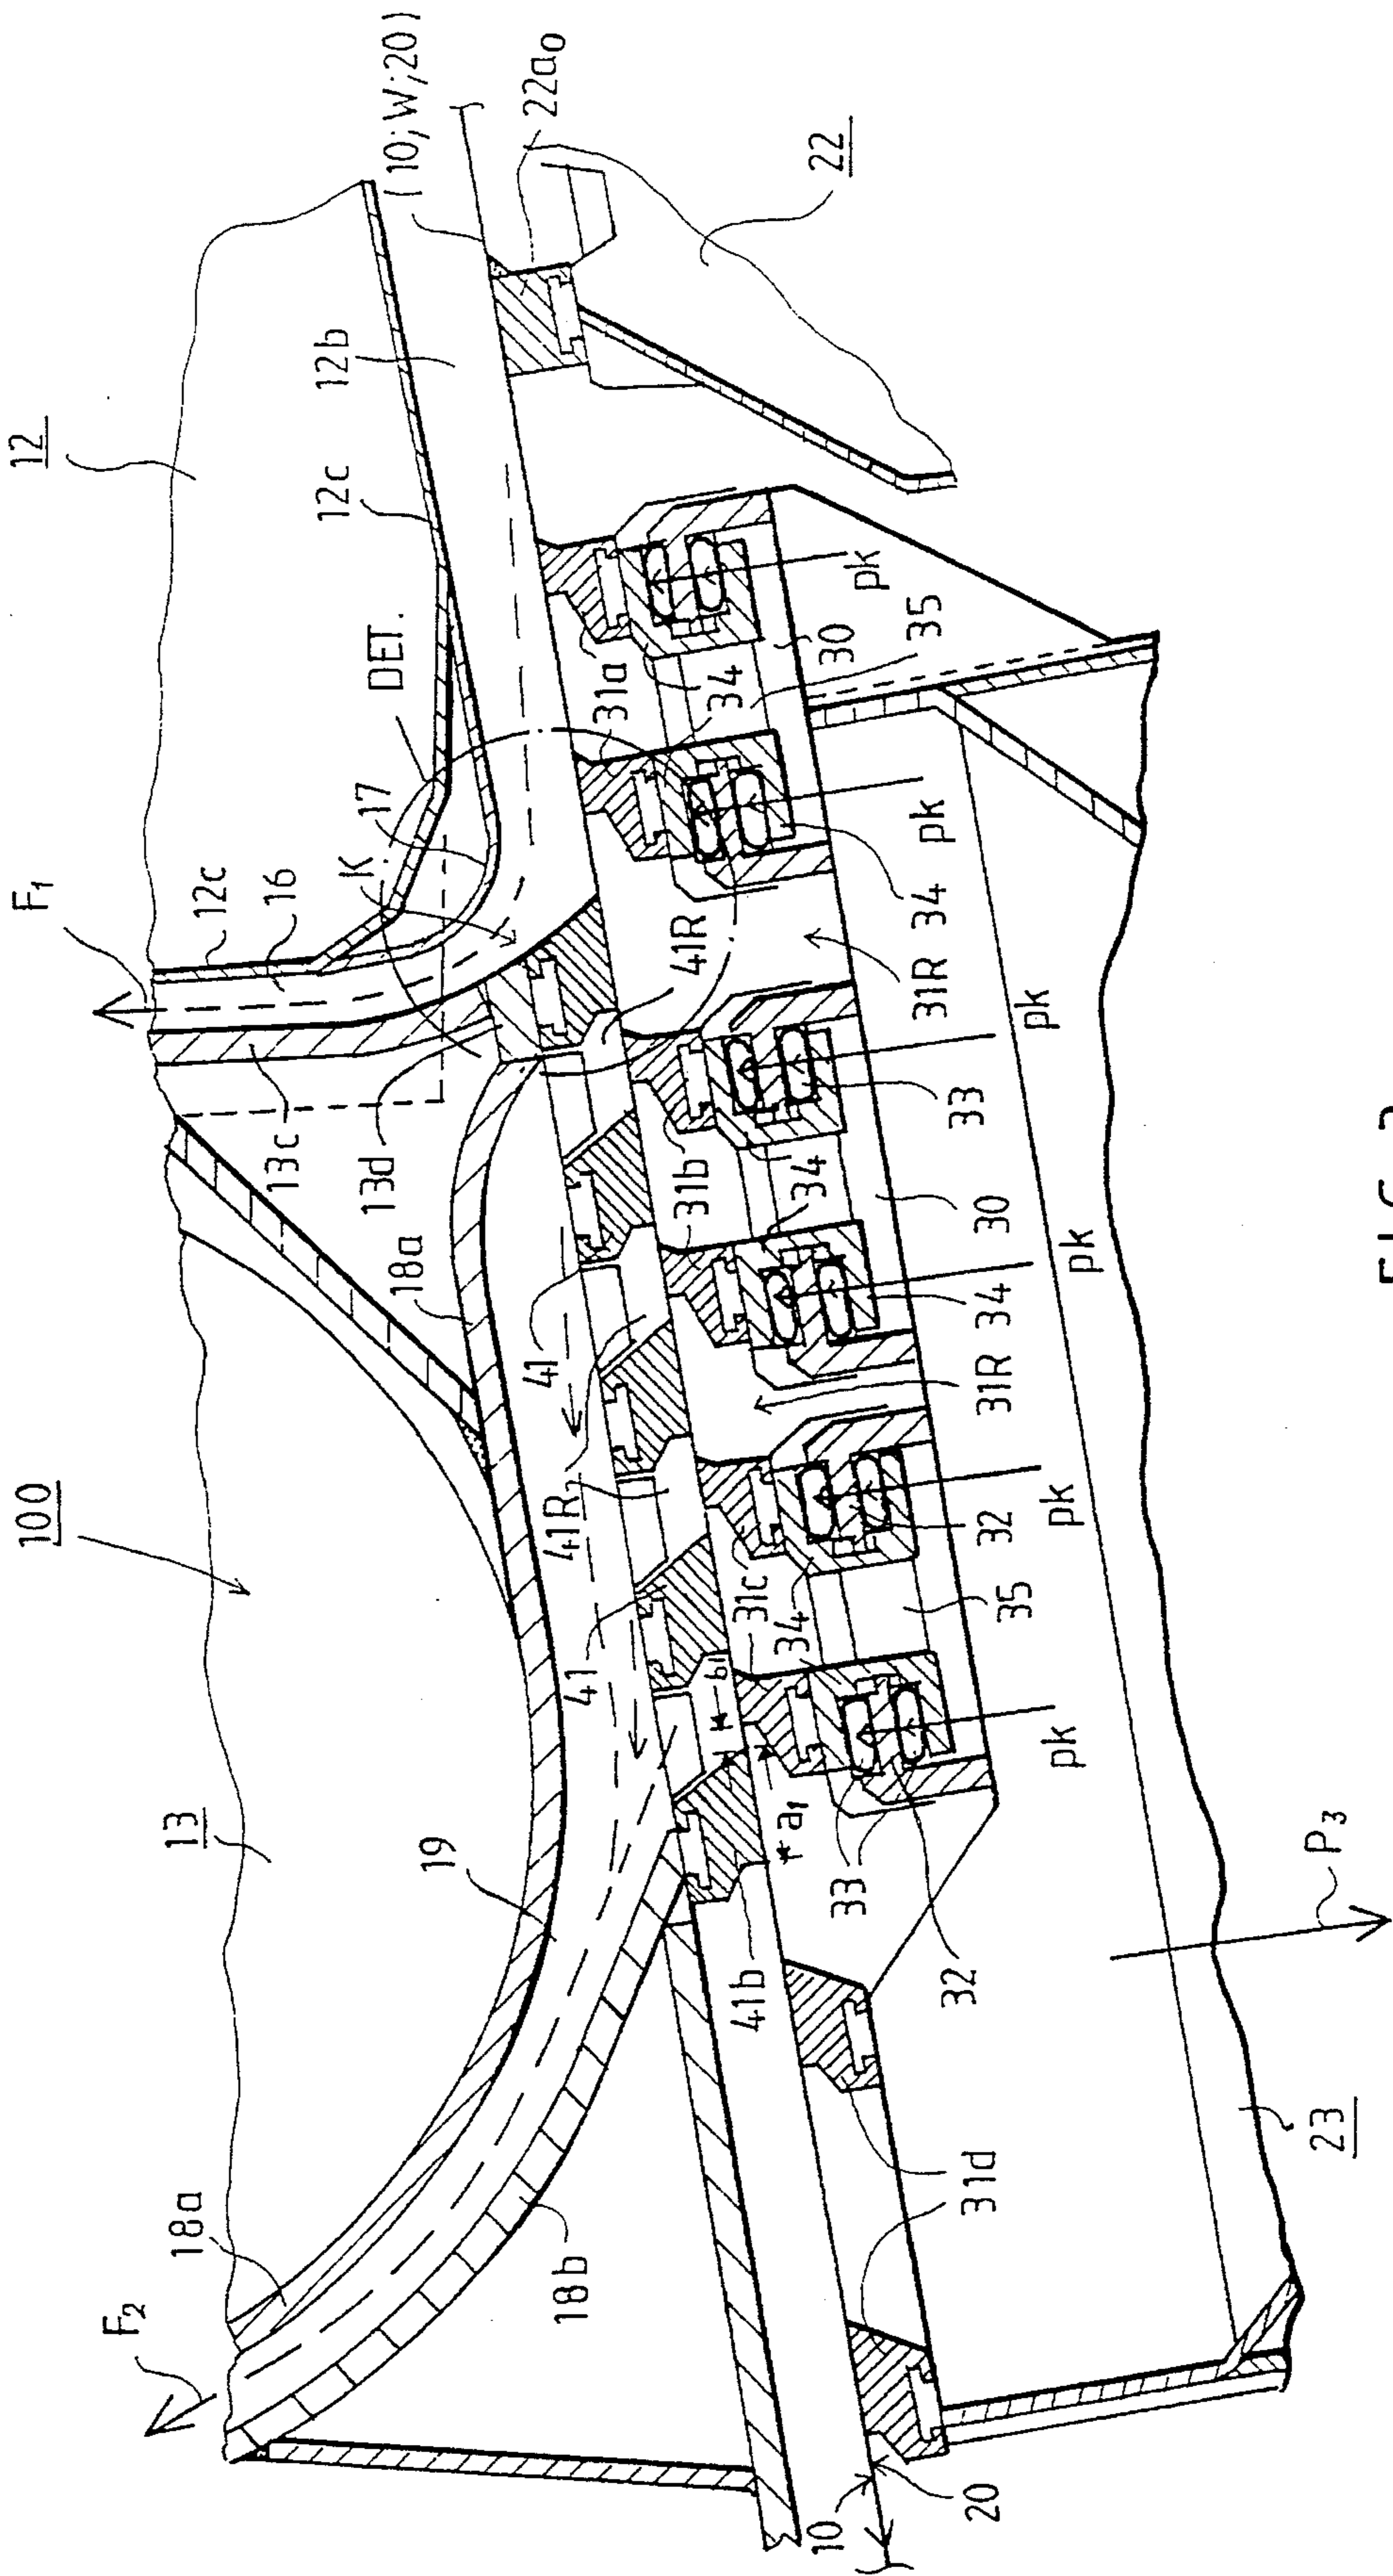 F₂
18a
18b
10
20
100
13
19
41
41R
41
41b
31d
23
P₃
a₁
b₁
33
32
31c
34
34
35
32
pk
pk
pk
31R
31b
34
34
34
33
30
pk
31R
F₁
12c
16
13c
13d
18a
K
17
DET.
41R
12
12c
12b
31a
34
34
30
35
pk
pk
(10;W;20)
22a₀
22
FIG.